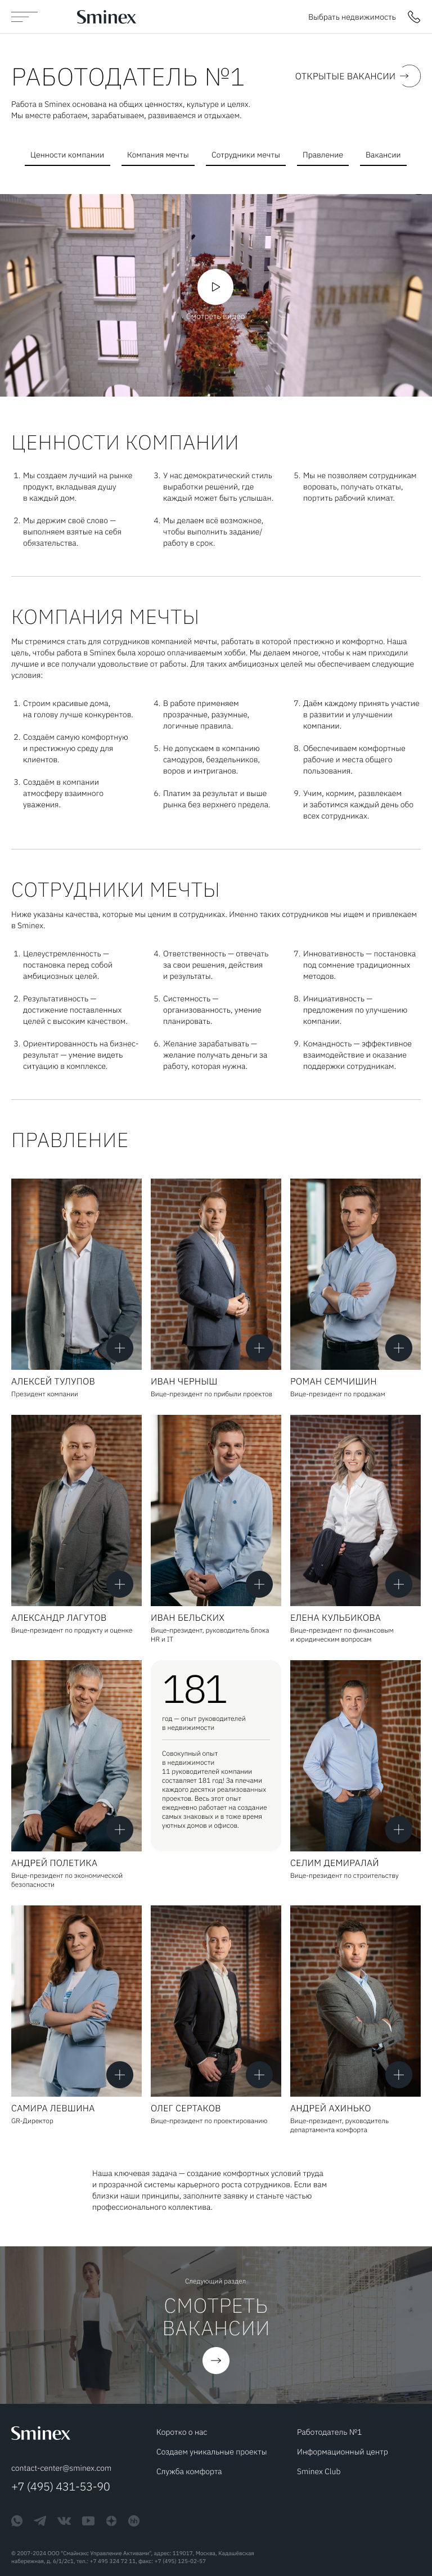 Sminex
Выбрать недвижимость
РАБОТОДАТЕЛЬ №1
ОТКРЫТЫЕ ВАКАНСИИ
Работа в Sminex основана на общих ценностях, культуре и целях.
Мы вместе работаем, зарабатываем, развиваемся и отдыхаем.
Ценности компании
Компания мечты
Сотрудники мечты
Правление
Вакансии
Смотреть видео
ЦЕННОСТИ КОМПАНИИ
1. Мы создаем лучший на рынке
продукт, вкладывая душу
в каждый дом.
2. Мы держим своё слово —
выполняем взятые на себя
обязательства.
3. У нас демократический стиль
выработки решений, где
каждый может быть услышан.
4. Мы делаем всё возможное,
чтобы выполнить задание/
работу в срок.
5. Мы не позволяем сотрудникам
воровать, получать откаты,
портить рабочий климат.
КОМПАНИЯ МЕЧТЫ
Мы стремимся стать для сотрудников компанией мечты, работать в которой престижно и комфортно. Наша
цель, чтобы работа в Sminex была хорошо оплачиваемым хобби. Мы делаем многое, чтобы к нам приходили
лучшие и все получали удовольствие от работы. Для таких амбициозных целей мы обеспечиваем следующие
условия:
1. Строим красивые дома,
на голову лучше конкурентов.
2. Создаём самую комфортную
и престижную среду для
клиентов.
3. Создаём в компании
атмосферу взаимного
уважения.
4. В работе применяем
прозрачные, разумные,
логичные правила.
5. Не допускаем в компанию
самодуров, бездельников,
воров и интриганов.
6. Платим за результат и выше
рынка без верхнего предела.
7. Даём каждому принять участие
в развитии и улучшении
компании.
8. Обеспечиваем комфортные
рабочие и места общего
пользования.
9. Учим, кормим, развлекаем
и заботимся каждый день обо
всех сотрудниках.
СОТРУДНИКИ МЕЧТЫ
Ниже указаны качества, которые мы ценим в сотрудниках. Именно таких сотрудников мы ищем и привлекаем
в Sminex.
1. Целеустремленность —
постановка перед собой
амбициозных целей.
2. Результативность —
достижение поставленных
целей с высоким качеством.
3. Ориентированность на бизнес-
результат — умение видеть
ситуацию в комплексе.
4. Ответственность — отвечать
за свои решения, действия
и результаты.
5. Системность —
организованность, умение
планировать.
6. Желание зарабатывать —
желание получать деньги за
работу, которая нужна.
7. Инновативность — постановка
под сомнение традиционных
методов.
8. Инициативность —
предложения по улучшению
компании.
9. Командность — эффективное
взаимодействие и оказание
поддержки сотрудникам.
ПРАВЛЕНИЕ
АЛЕКСЕЙ ТУЛУПОВ
Президент компании
ИВАН ЧЕРНЫШ
Вице-президент по прибыли проектов
РОМАН СЕМЧИШИН
Вице-президент по продажам
АЛЕКСАНДР ЛАГУТОВ
Вице-президент по продукту и оценке
ИВАН БЕЛЬСКИХ
Вице-президент, руководитель блока
HR и IT
ЕЛЕНА КУЛЬБИКОВА
Вице-президент по финансовым
и юридическим вопросам
АНДРЕЙ ПОЛЕТИКА
Вице-президент по экономической
безопасности
181
год — опыт руководителей
в недвижимости
Совокупный опыт
в недвижимости
11 руководителей компании
составляет 181 год! За плечами
каждого десятки реализованных
проектов. Весь этот опыт
ежедневно работает на создание
самых знаковых и в тоже время
уютных домов и офисов.
СЕЛИМ ДЕМИРАЛАЙ
Вице-президент по строительству
САМИРА ЛЕВШИНА
GR-Директор
ОЛЕГ СЕРТАКОВ
Вице-президент по проектированию
АНДРЕЙ АХИНЬКО
Вице-президент, руководитель
департамента комфорта
Наша ключевая задача — создание комфортных условий труда
и прозрачной системы карьерного роста сотрудников. Если вам
близки наши принципы, заполните заявку и станьте частью
профессионального коллектива.
Следующий раздел
СМОТРЕТЬ
ВАКАНСИИ
Sminex
contact-center@sminex.com
+7 (495) 431-53-90
Коротко о нас
Создаем уникальные проекты
Служба комфорта
Работодатель №1
Информационный центр
Sminex Club
© 2007-2024 ООО "Смайнэкс Управление Активами", адрес: 119017, Москва, Кадашёвская
набережная, д. 6/1/2с1, тел.: +7 495 324 72 11, факс: +7 (495) 125-02-57